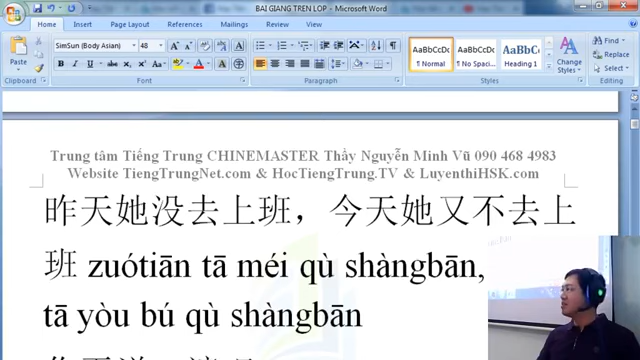 BAI GIANG TREN LOP - Microsoft Word
Home Insert Page Layout References Mailings Review View
Paste
SimSun (Body Asian) 48
AaBbCcDc AaBbCcDc AaBbCc
¶ Normal ¶ No Spaci... Heading 1
Change Styles
Find
Replace
Select
Clipboard Font Paragraph Styles Editing
Trung tâm Tiếng Trung CHINEMASTER Thầy Nguyễn Minh Vũ 090 468 4983
Website TiengTrungNet.com & HocTiengTrung.TV & LuyenthiHSK.com
昨天她没去上班，今天她又不去上
班 zuótiān tā méi qù shàngbān,
tā yòu bú qù shàngbān